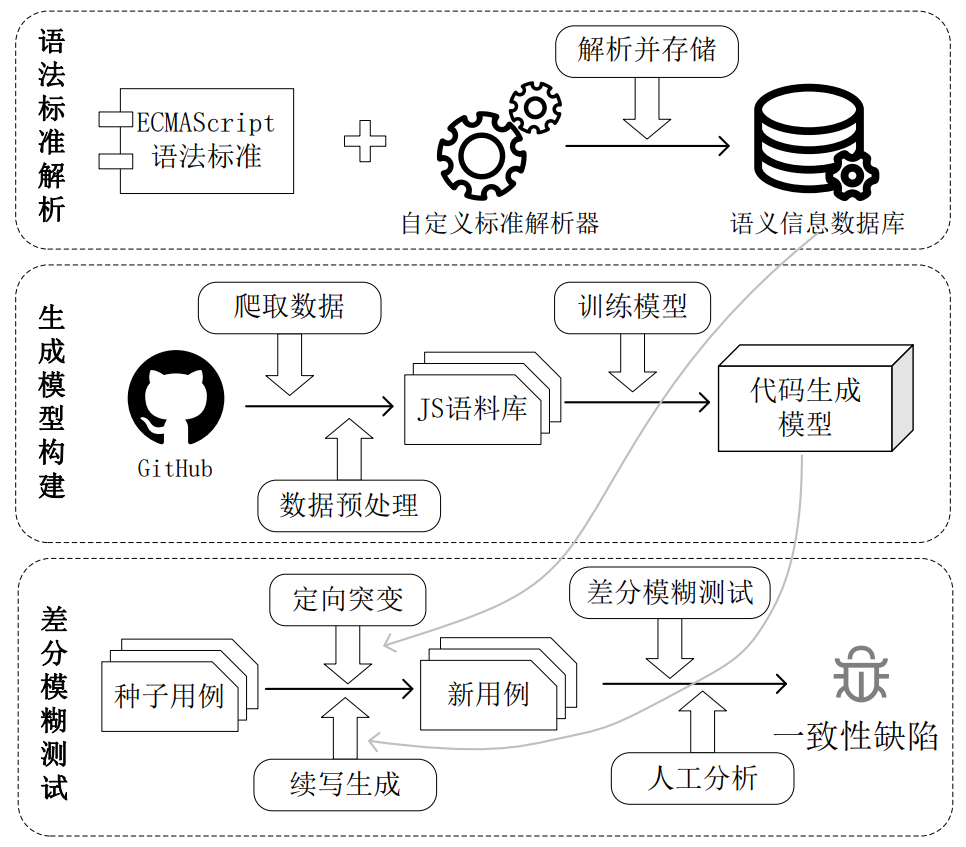 语法标准解析
解析并存储
ECMAScript
语法标准
自定义标准解析器
语义信息数据库
生成模型构建
爬取数据
训练模型
JS语料库
代码生成
模型
GitHub
数据预处理
差分模糊测试
定向突变
差分模糊测试
种子用例
新用例
一致性缺陷
续写生成
人工分析